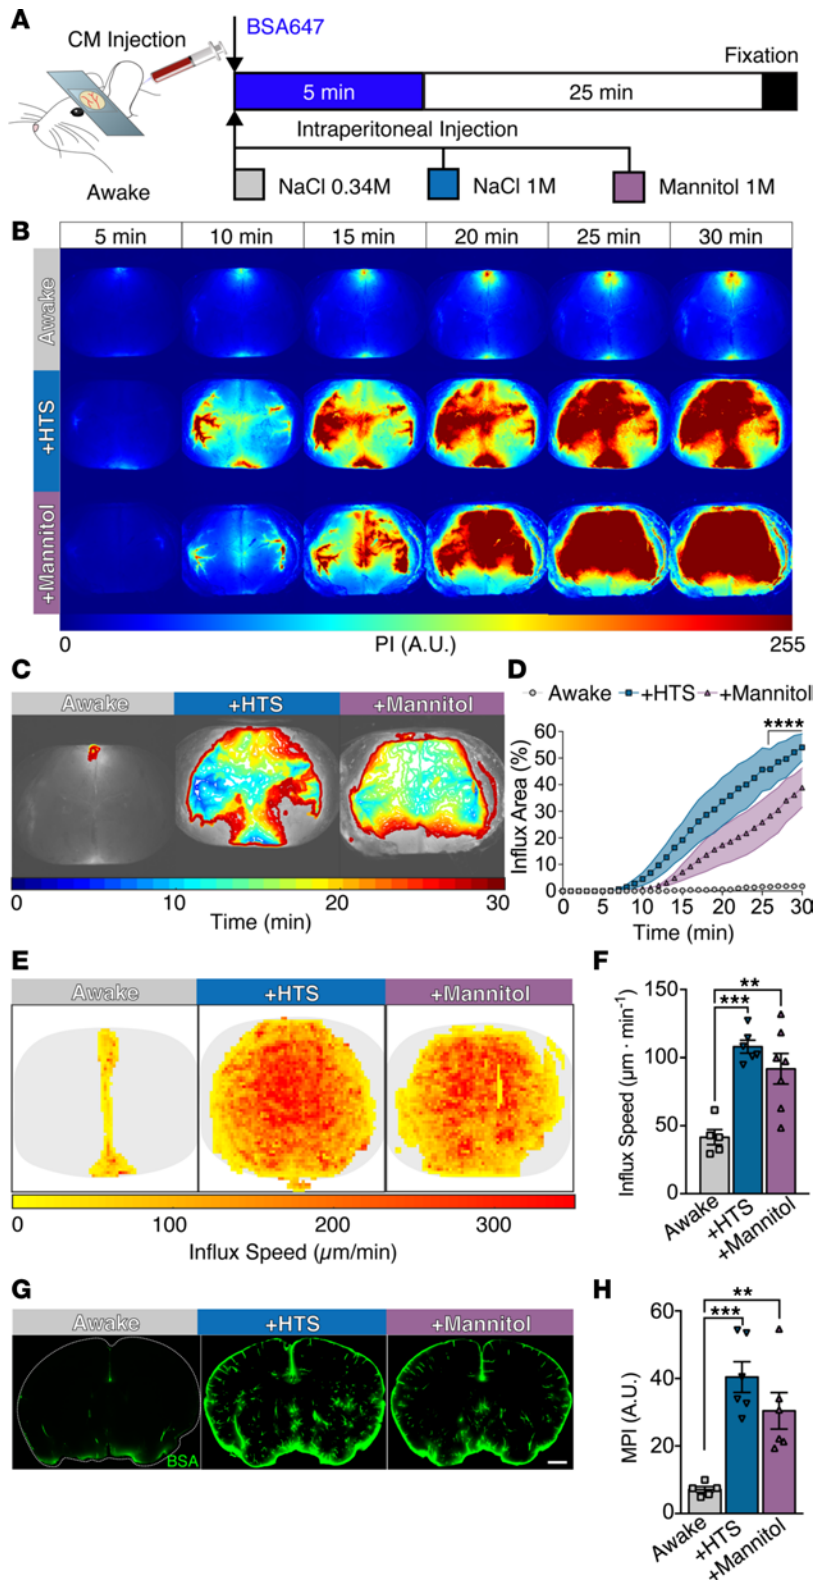 A
CM Injection
BSA647
Fixation
5 min
25 min
Intraperitoneal Injection
Awake
NaCl 0.34M
NaCl 1M
Mannitol 1M
B
5 min
10 min
15 min
20 min
25 min
30 min
Awake
+HTS
+Mannitol
0
PI (A.U.)
255
C
Awake
+HTS
+Mannitol
0
10
20
30
Time (min)
D
Awake
+HTS
+Mannitol
****
60
50
40
30
20
10
0
Influx Area (%)
0
5
10
15
20
25
30
Time (min)
E
Awake
+HTS
+Mannitol
0
100
200
300
Influx Speed (µm/min)
F
150
100
50
0
Influx Speed (µm · min⁻¹)
**
***
Awake
+HTS
+Mannitol
G
Awake
+HTS
+Mannitol
BSA
H
60
40
20
0
MPI (A.U.)
**
***
Awake
+HTS
+Mannitol